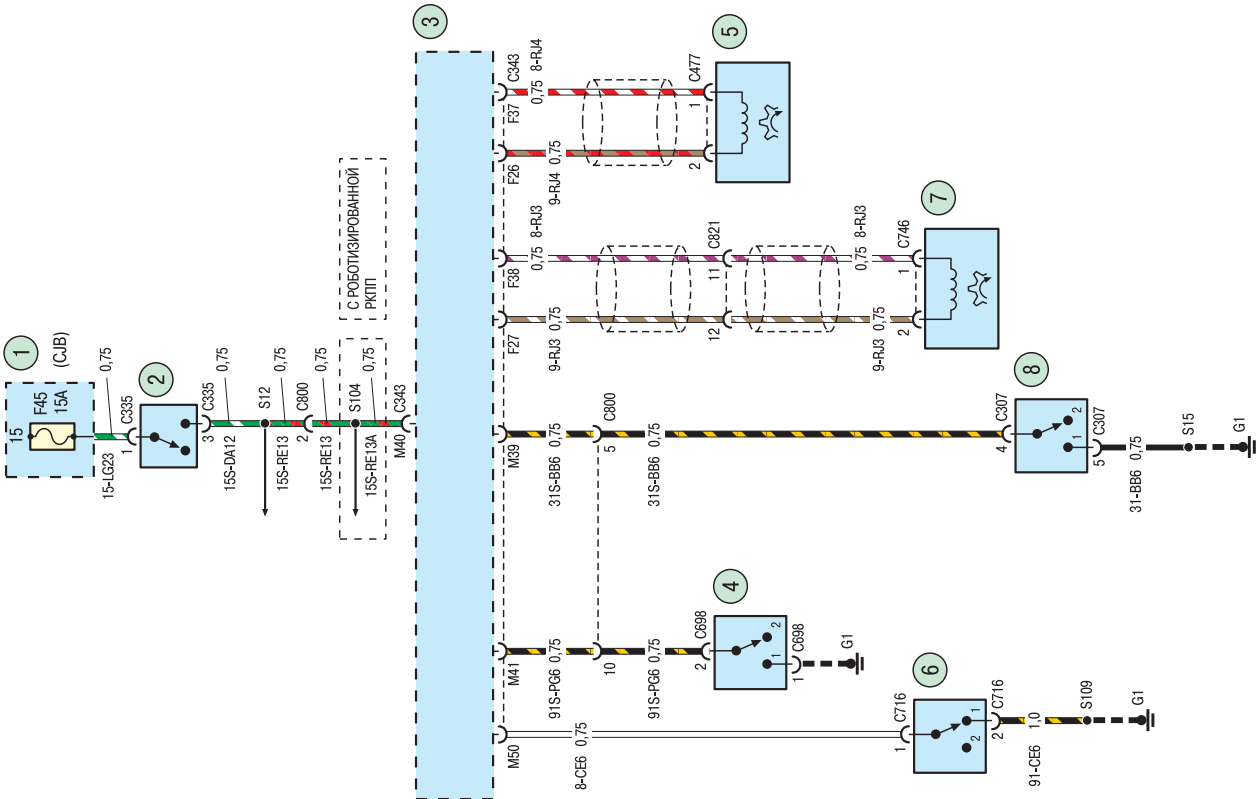 1
(CJB)
15
F45
15A
0,75
15-LG23
C335
1
2
3
C335
0,75
15S-DA12
S12
0,75
15S-RE13
C800
2
0,75
15S-RE13
S104
0,75
15S-RE13A
C343
M40
С РОБОТИЗИРОВАННОЙ
РКПП
3
M50
8-CE6
0,75
M41
91S-PG6
0,75
10
91S-PG6
0,75
M39
31S-BB6
0,75
C800
5
31S-BB6
0,75
F27
9-RJ3
0,75
12
9-RJ3
0,75
2
F38
0,75
8-RJ3
C821
11
0,75
8-RJ3
C746
1
7
F26
9-RJ4
0,75
2
F37
C343
0,75
8-RJ4
C477
1
5
C698
2
4
2
1
C698
1
G1
C716
1
6
2
1
C716
2
1,0
91-CE6
S109
G1
C307
4
8
2
1
C307
5
0,75
31-BB6
S15
G1